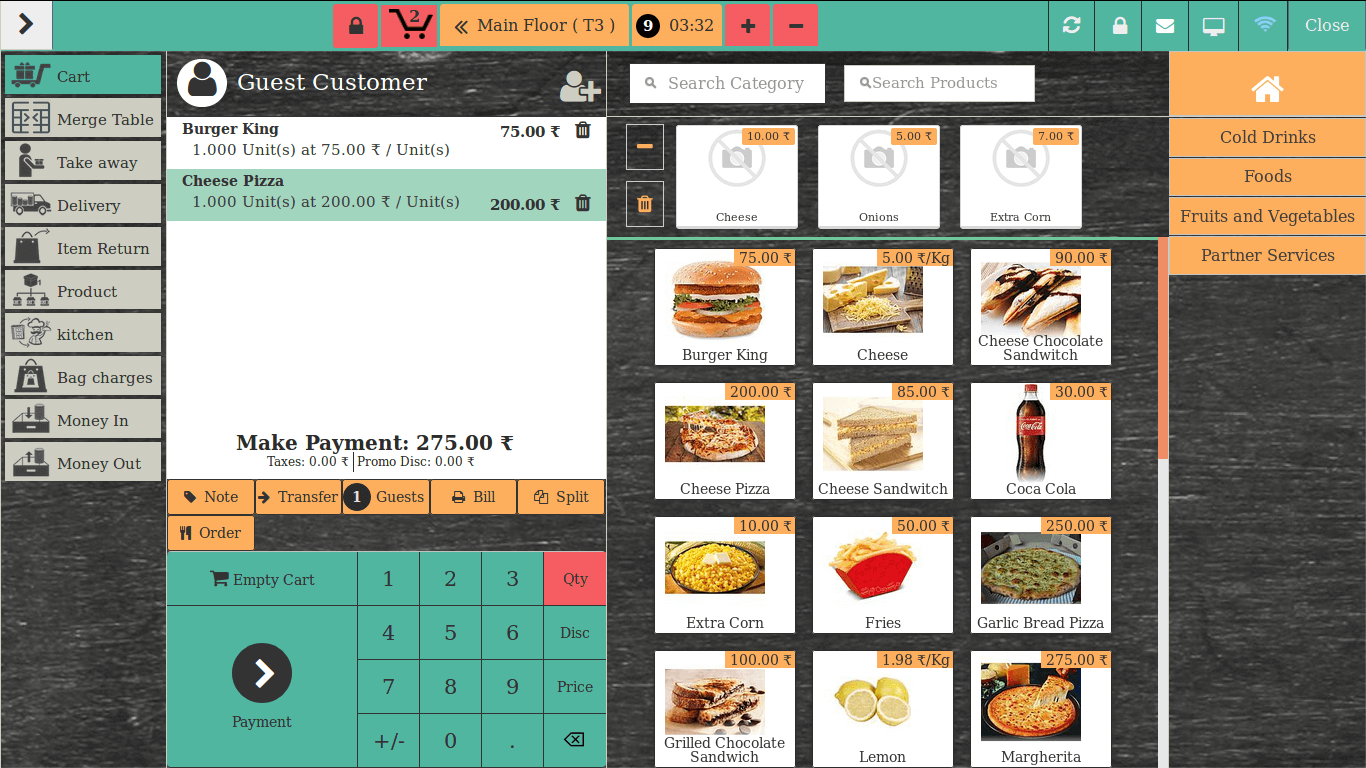 2
Main Floor ( T3 )
9 03:32
Close
Cart
Merge Table
Take away
Delivery
Item Return
Product
kitchen
Bag charges
Money In
Money Out
Guest Customer
Burger King
75.00 ₹
1.000 Unit(s) at 75.00 ₹ / Unit(s)
Cheese Pizza
1.000 Unit(s) at 200.00 ₹ / Unit(s)
200.00 ₹
Make Payment: 275.00 ₹
Taxes: 0.00 ₹ Promo Disc: 0.00 ₹
Note
Transfer
1 Guests
Bill
Split
Order
Empty Cart
1
2
3
Qty
4
5
6
Disc
7
8
9
Price
+/-
0
.
Payment
Search Category
Search Products
10.00 ₹
Cheese
5.00 ₹
Onions
7.00 ₹
Extra Corn
75.00 ₹
Burger King
5.00 ₹/Kg
Cheese
90.00 ₹
Cheese Chocolate
Sandwitch
200.00 ₹
Cheese Pizza
85.00 ₹
Cheese Sandwitch
30.00 ₹
Coca-Cola
Coca Cola
10.00 ₹
Extra Corn
50.00 ₹
Fries
250.00 ₹
Garlic Bread Pizza
100.00 ₹
Grilled Chocolate
Sandwich
1.98 ₹/Kg
Lemon
275.00 ₹
Margherita
Cold Drinks
Foods
Fruits and Vegetables
Partner Services